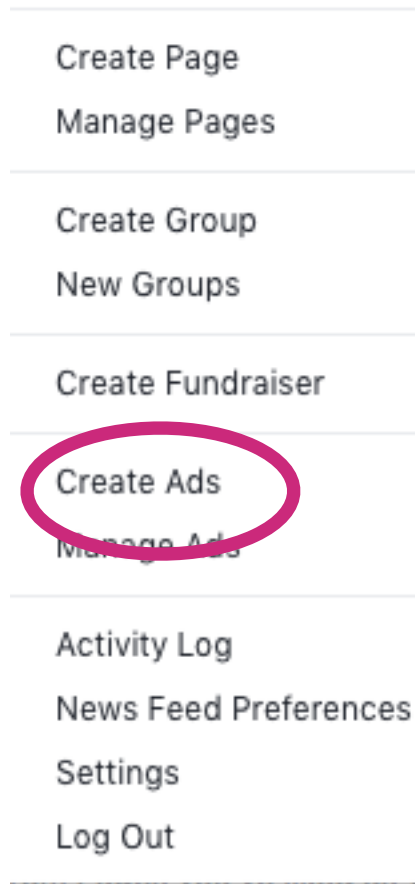 Create Page
Manage Pages
Create Group
New Groups
Create Fundraiser
Create Ads
Manage Ads
Activity Log
News Feed Preferences
Settings
Log Out